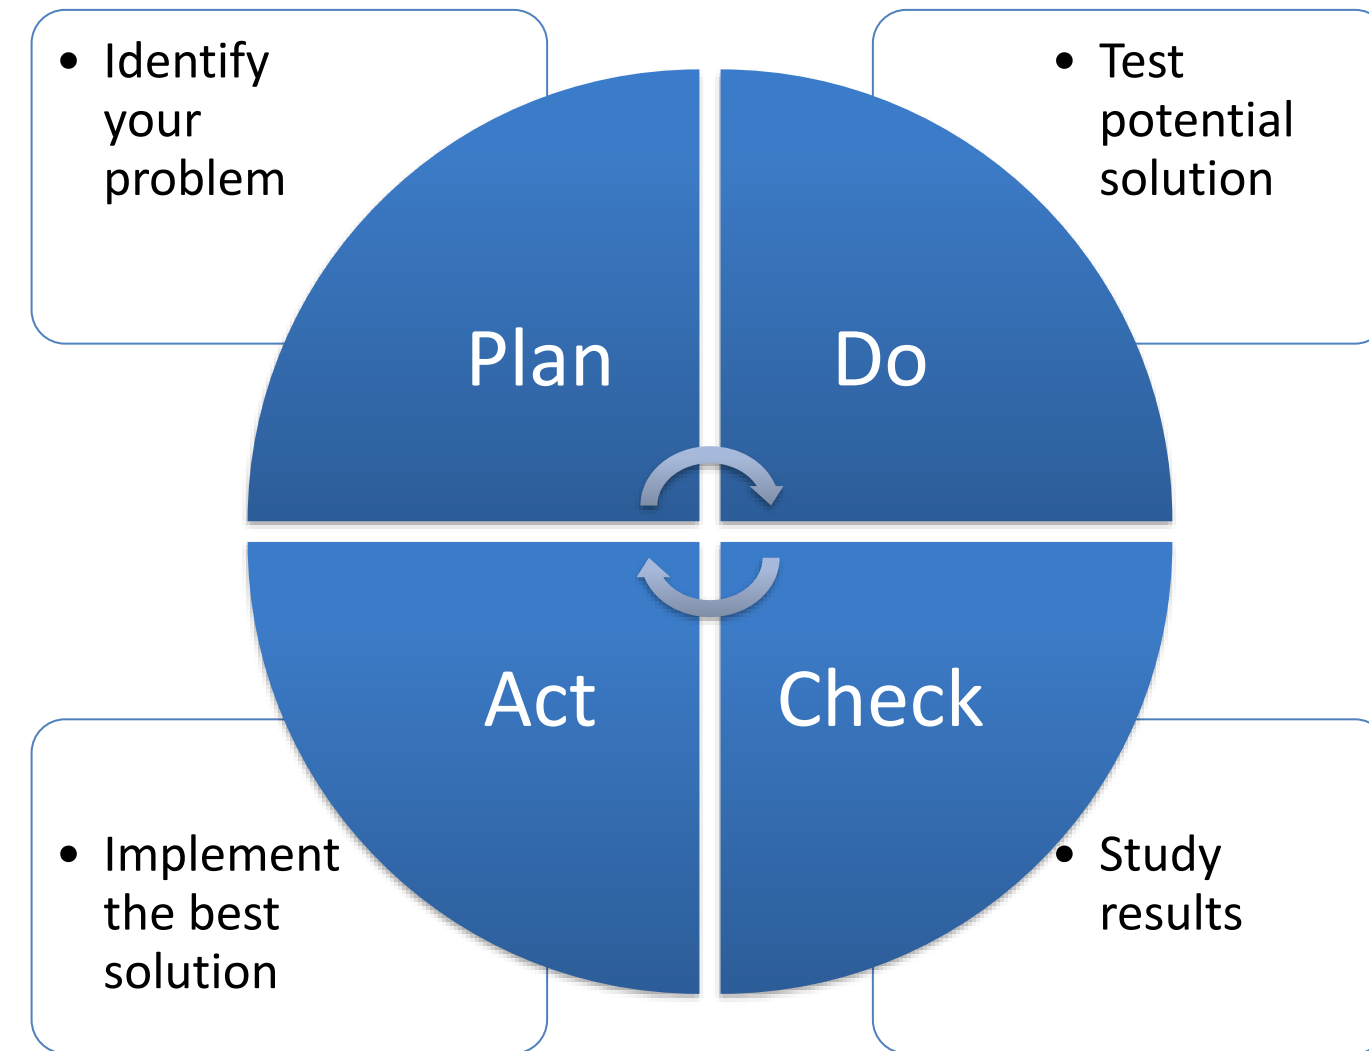 • Identify
your
problem
• Test
potential
solution
Plan
Do
Act
Check
• Implement
the best
solution
• Study
results